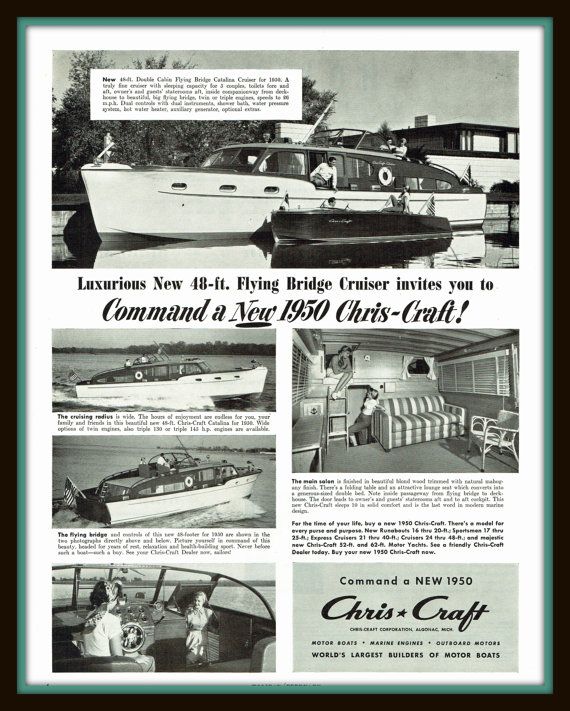 New 48-ft. Double Cabin Flying Bridge Catalina Cruiser for 1950. A
truly fine cruiser with sleeping capacity for 5 couples, toilets fore and
aft, owner's and guests' staterooms aft, inside companionway from deck-
house to beautiful, big flying bridge, twin or triple engines, speeds to 26
m.p.h. Dual controls with dual instruments, shower bath, water pressure
system, hot water heater, auxiliary generator, optional extras.
Chris-Craft
Luxurious New 48-ft. Flying Bridge Cruiser invites you to
Command a New 1950 Chris-Craft!
The cruising radius is wide. The hours of enjoyment are endless for you, your
family and friends in this beautiful new 48-ft. Chris-Craft Catalina for 1950. Wide
options of twin engines, also triple 130 or triple 145 h.p. engines are available.
The flying bridge and controls of this new 48-footer for 1950 are shown in the
two photographs directly above and below. Picture yourself in command of this
beauty, headed for years of rest, relaxation and health-building sport. Never before
such a boat—such a buy. See your Chris-Craft Dealer now, sailors!
The main salon is finished in beautiful blond wood trimmed with natural mahog-
any finish. There's a folding table and an attractive lounge seat which converts into
a generous-sized double bed. Note inside passageway from flying bridge to deck-
house. The door leads to owner's and guests' staterooms aft and to aft cockpit. This
new Chris-Craft sleeps 10 in solid comfort and is the last word in modern marine
design.
For the time of your life, buy a new 1950 Chris-Craft. There's a model for
every purse and purpose. New Runabouts 16 thru 20-ft.; Sportsmen 17 thru
25-ft.; Express Cruisers 21 thru 40-ft.; Cruisers 24 thru 48-ft.; and majestic
new Chris-Craft 52-ft. and 62-ft. Motor Yachts. See a friendly Chris-Craft
Dealer today. Buy your new 1950 Chris-Craft now.
Command a NEW 1950
Chris★Craft
CHRIS-CRAFT CORPORATION, ALGONAC, MICH.
MOTOR BOATS • MARINE ENGINES • OUTBOARD MOTORS
WORLD'S LARGEST BUILDERS OF MOTOR BOATS